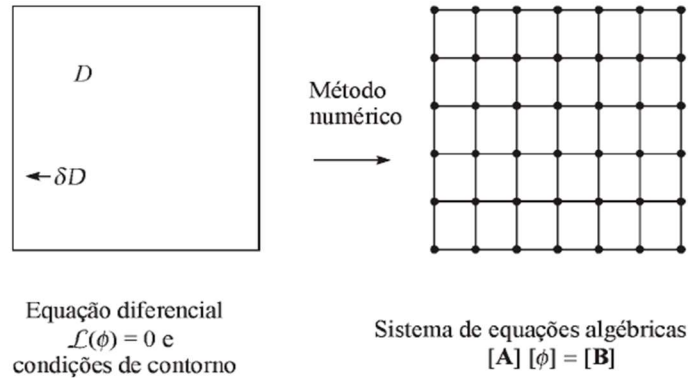 D
δD
Método
numérico
Equação diferencial
ℒ(ϕ) = 0 e
condições de contorno
Sistema de equações algébricas
[A] [ϕ] = [B]